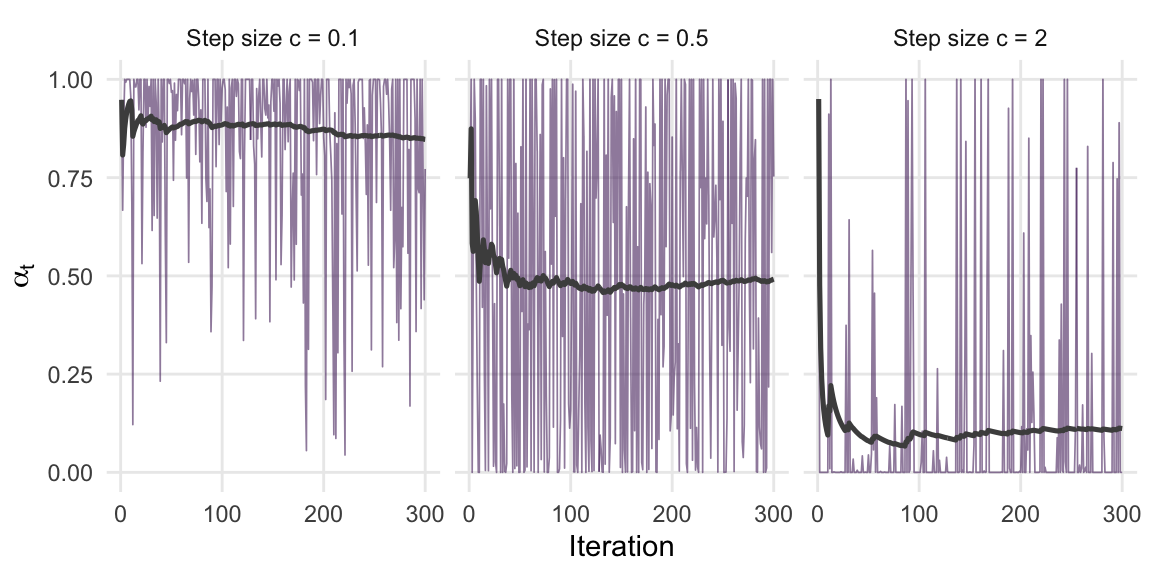 Step size c = 0.1
Step size c = 0.5
Step size c = 2
1.00
0.75
0.50
0.25
0.00
αt
0 100 200 300
0 100 200 300
0 100 200 300
Iteration